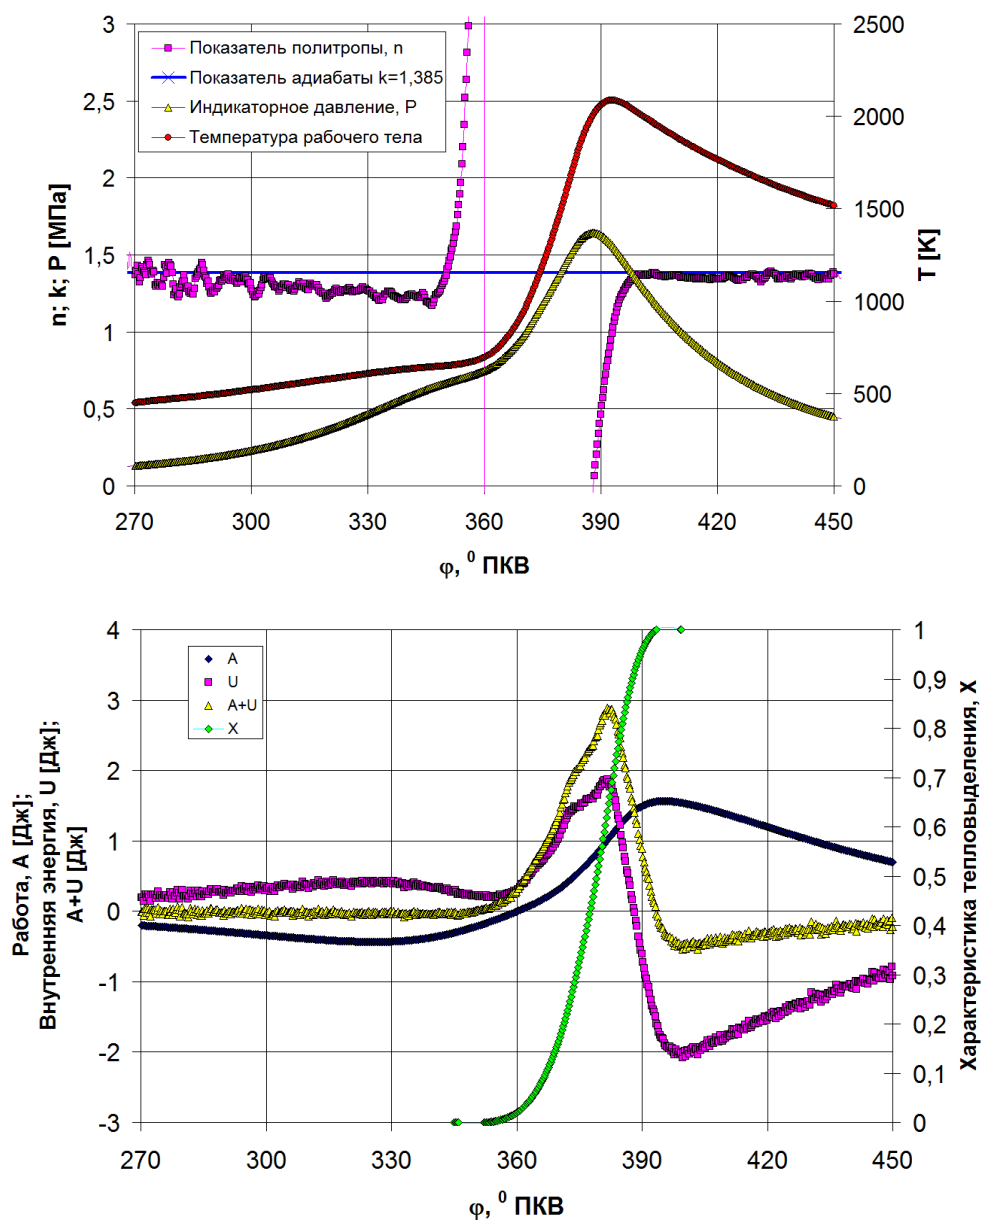 3
2,5
2
1,5
1
0,5
0
2500
2000
1500
1000
500
0
n; k; P [МПа]
T [K]
Показатель политропы, n
Показатель адиабаты k=1,385
Индикаторное давление, P
Температура рабочего тела
270 300 330 360 390 420 450
φ, ⁰ ПКВ
4
3
2
1
0
-1
-2
-3
1
0,9
0,8
0,7
0,6
0,5
0,4
0,3
0,2
0,1
0
Работа, А [Дж];
Внутренняя энергия, U [Дж];
A+U [Дж]
Характеристика тепловыделения, X
A
U
A+U
X
270 300 330 360 390 420 450
φ, ⁰ ПКВ